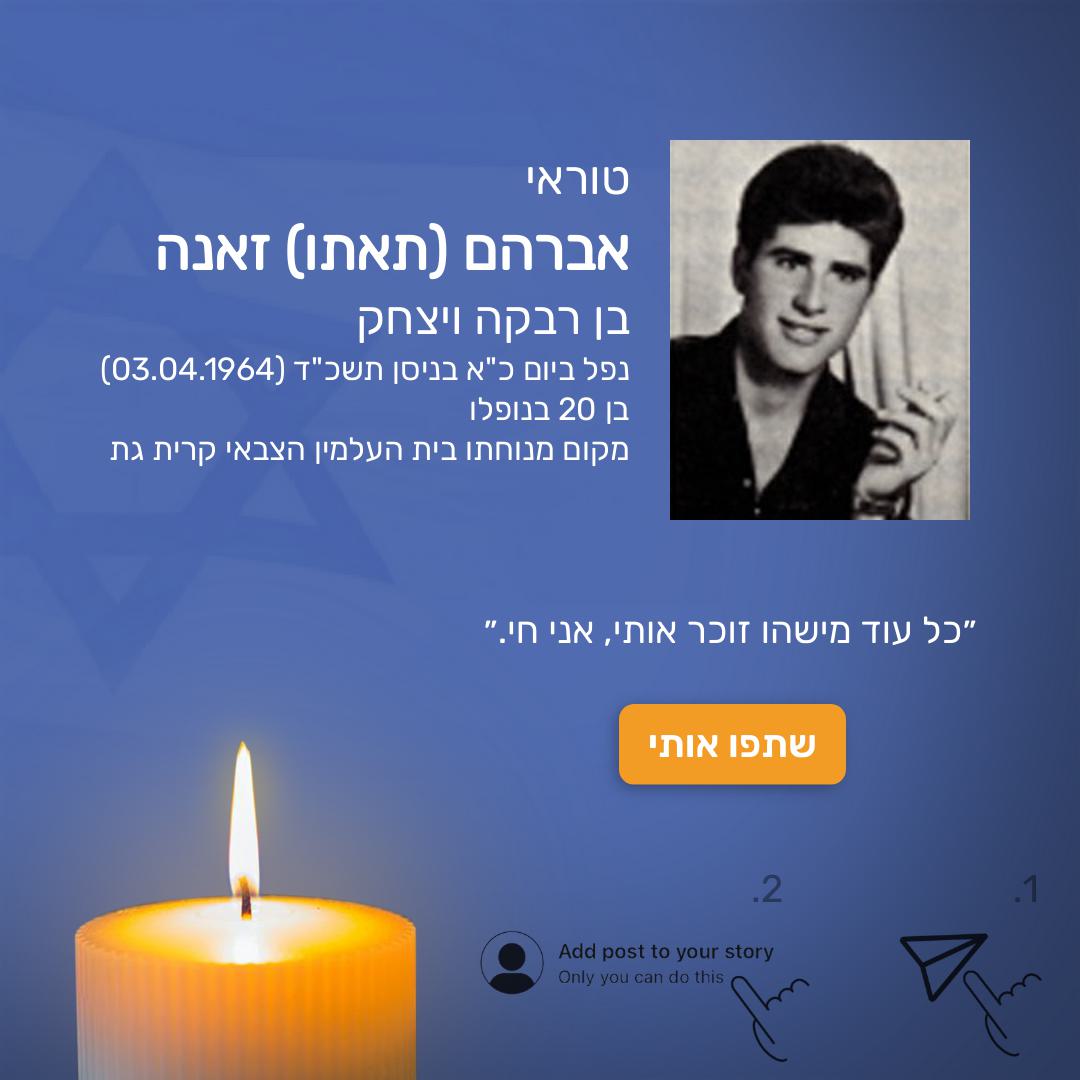 טוראי
אברהם (תאתו) זאנה
בן רבקה ויצחק
נפל ביום כ"א בניסן תשכ"ד (03.04.1964)
בן 20 בנופלו
מקום מנוחתו בית העלמין הצבאי קרית גת
״כל עוד מישהו זוכר אותי, אני חי.״
שתפו אותי
1.
2.
Add post to your story
Only you can do this